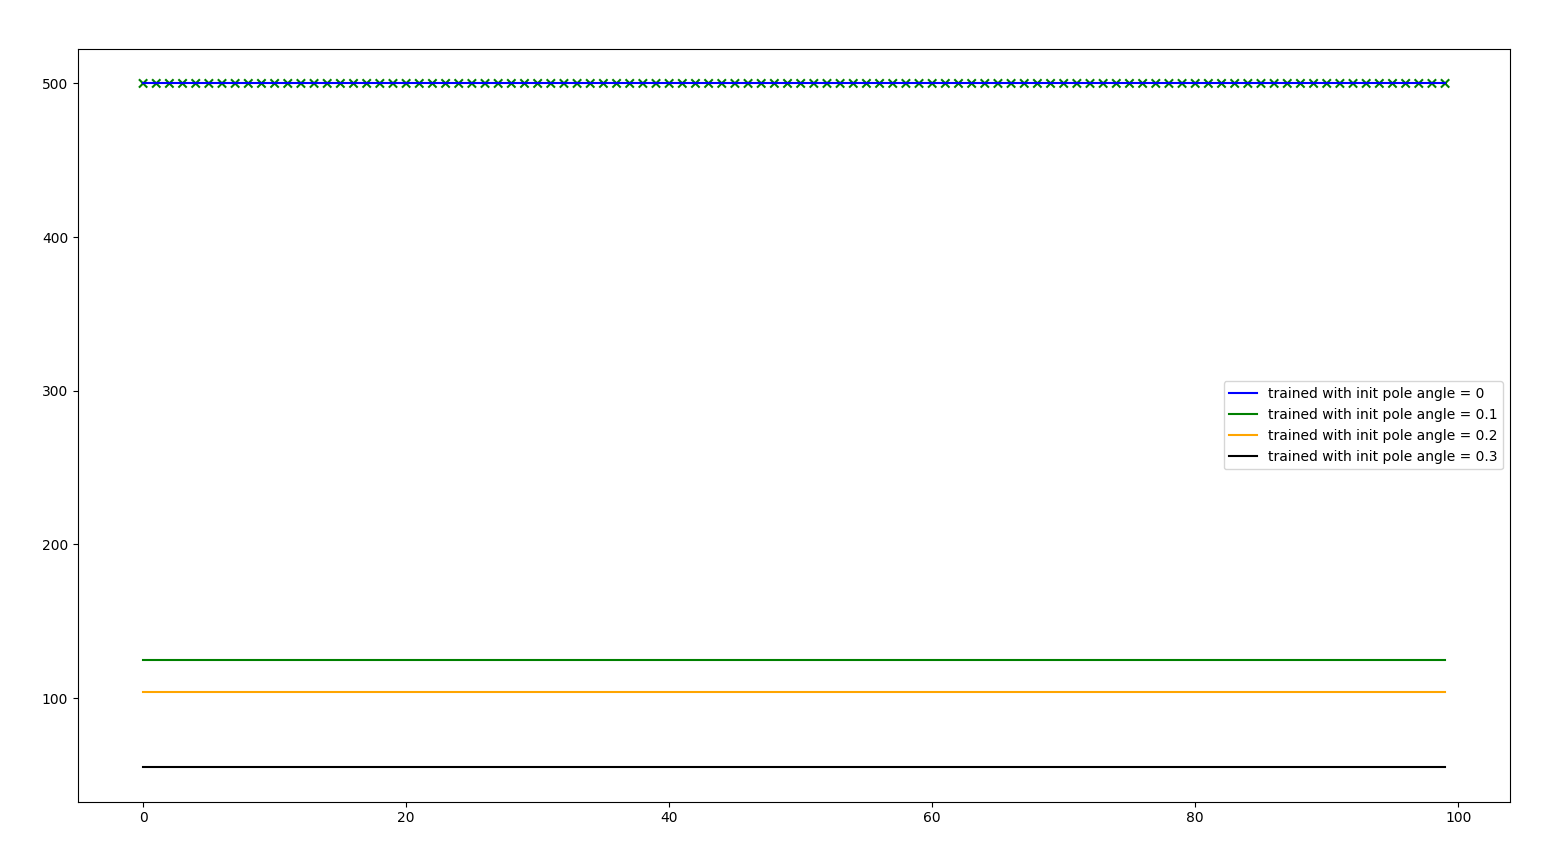 500
400
300
200
100
trained with init pole angle = 0
trained with init pole angle = 0.1
trained with init pole angle = 0.2
trained with init pole angle = 0.3
0 20 40 60 80 100